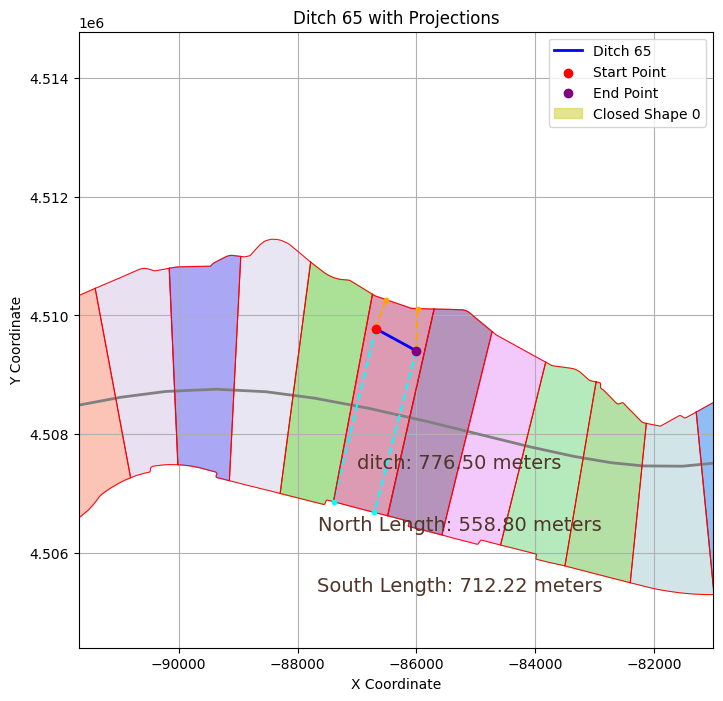 Ditch 65 with Projections
1e6
Ditch 65
Start Point
End Point
Closed Shape 0
4.514
4.512
4.510
4.508
4.506
Y Coordinate
ditch: 776.50 meters
North Length: 558.80 meters
South Length: 712.22 meters
−90000
−88000
−86000
−84000
−82000
X Coordinate